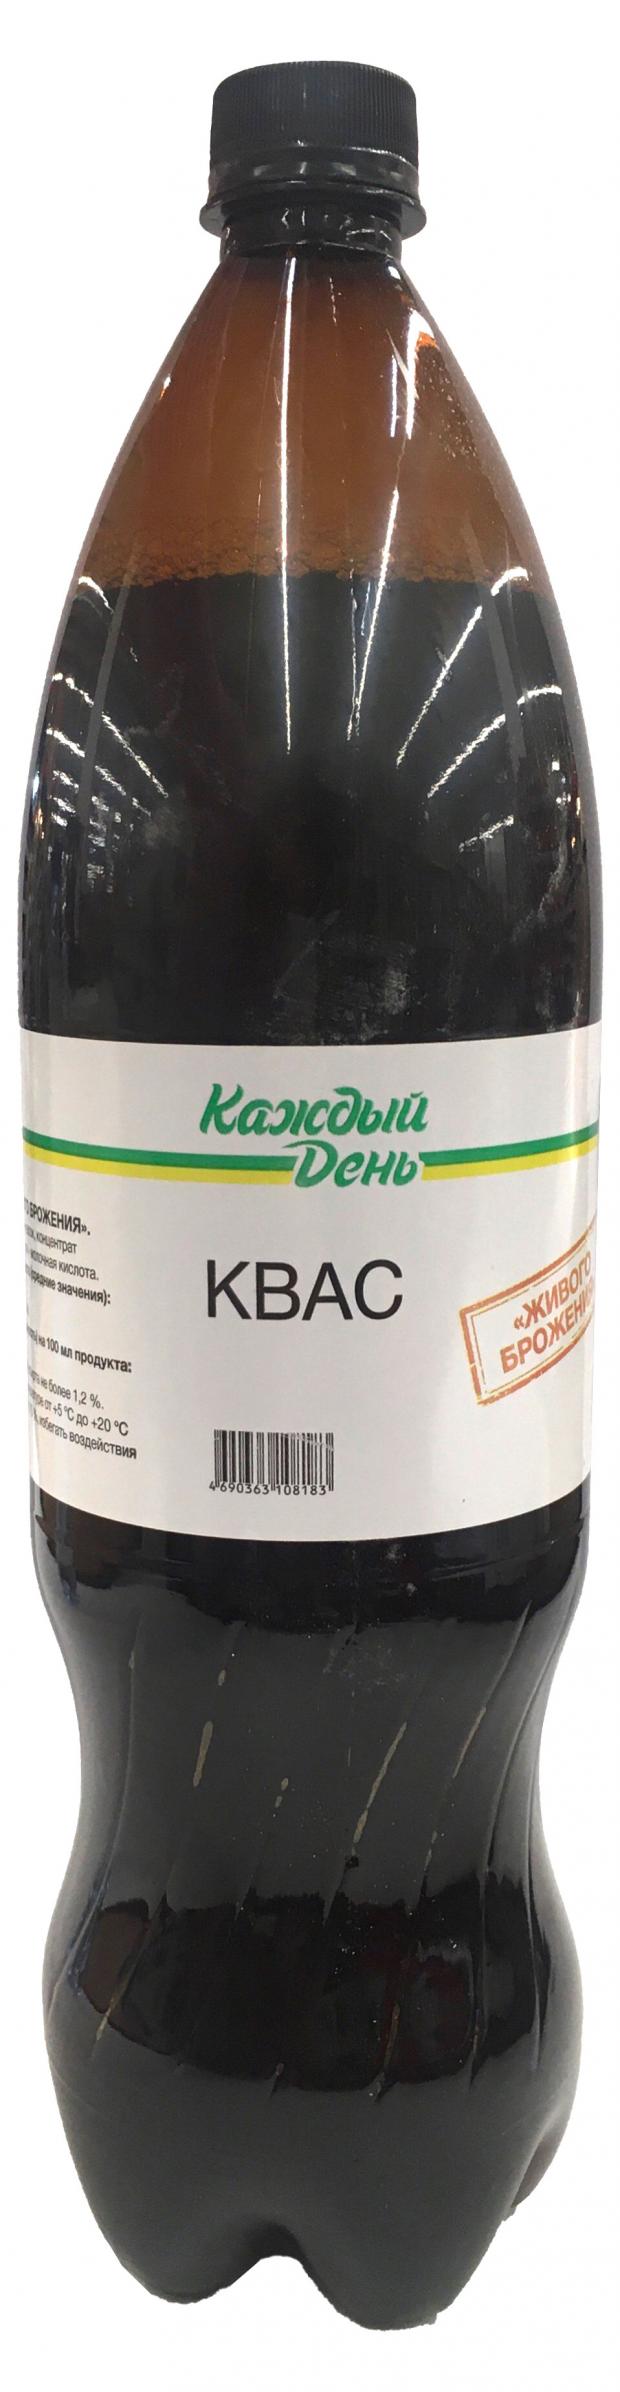 Каждый
День
БРОЖЕНИЯ».
концентрат
молочная кислота.
средние значения):
на 100 мл продукта:
не более 1,2 %.
от +5 °С до +20 °С
избегать воздействия
КВАС
«ЖИВОГО
БРОЖЕНИЯ
4 690363 108183